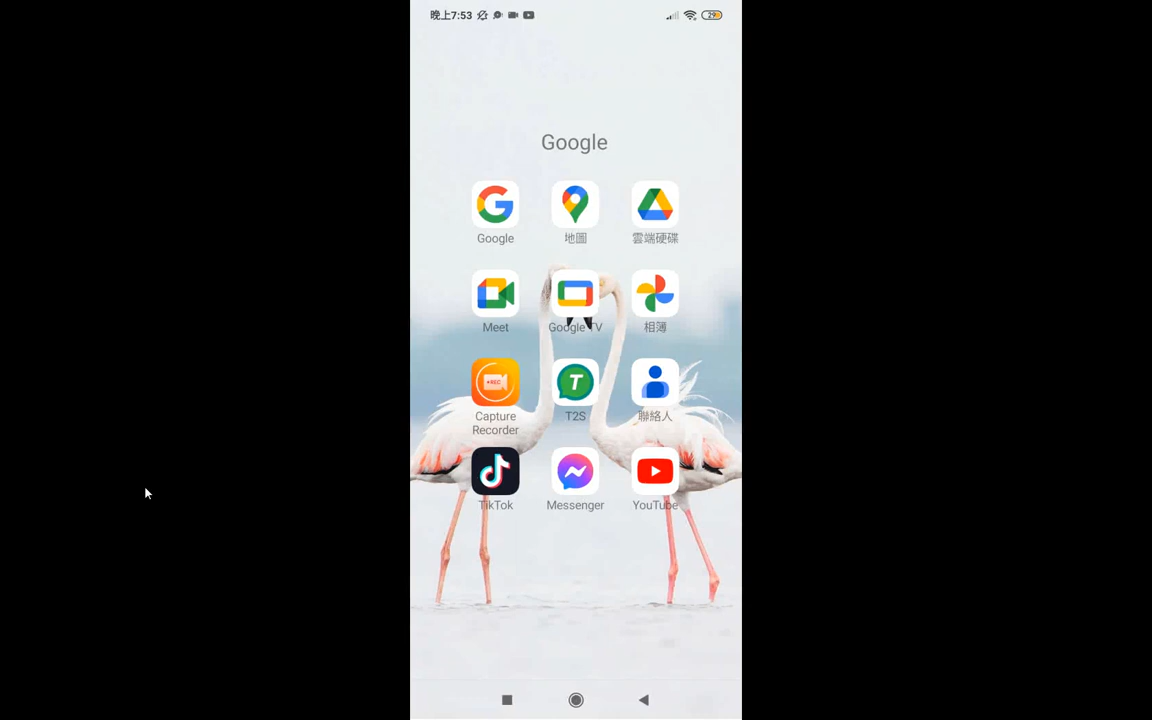 晚上7:53
29
Google
Google
地圖
雲端硬碟
Meet
Google TV
相簿
REC
T
Capture
Recorder
T2S
聯絡人
TikTok
Messenger
YouTube